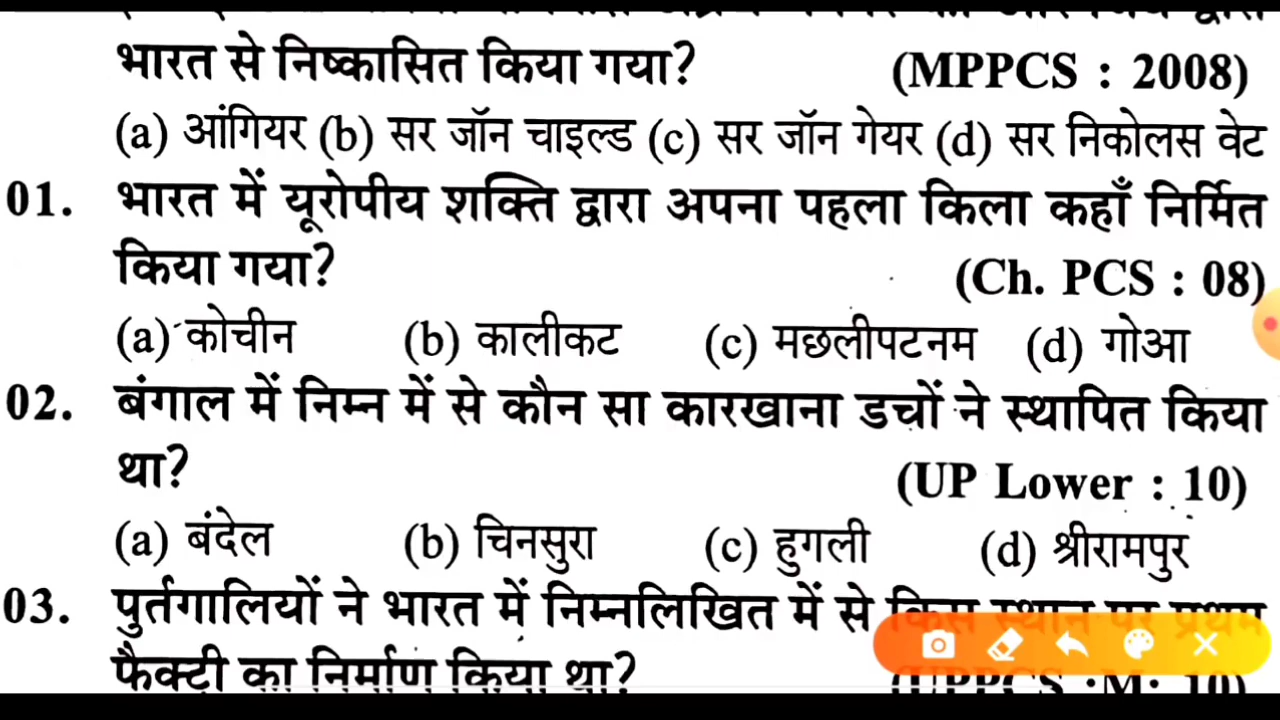 भारत से निष्कासित किया गया? (MPPCS : 2008)
(a) आंगियर (b) सर जॉन चाइल्ड (c) सर जॉन गेयर (d) सर निकोलस वेट
01. भारत में यूरोपीय शक्ति द्वारा अपना पहला किला कहाँ निर्मित
किया गया? (Ch. PCS : 08)
(a) कोचीन (b) कालीकट (c) मछलीपटनम (d) गोआ
02. बंगाल में निम्न में से कौन सा कारखाना डचों ने स्थापित किया
था? (UP Lower : 10)
(a) बंदेल (b) चिनसुरा (c) हुगली (d) श्रीरामपुर
03. पुर्तगालियों ने भारत में निम्नलिखित में से किस स्थान पर प्रथम
फैक्ट्री का निर्माण किया था? (UPPCS : M : 10)